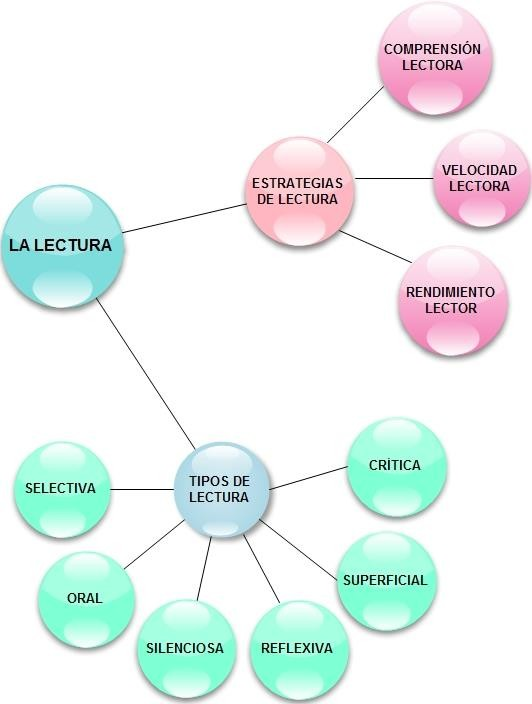 COMPRENSIÓN
LECTORA
VELOCIDAD
LECTORA
ESTRATEGIAS
DE LECTURA
LA LECTURA
RENDIMIENTO
LECTOR
CRÍTICA
TIPOS DE
LECTURA
SELECTIVA
SUPERFICIAL
ORAL
SILENCIOSA
REFLEXIVA